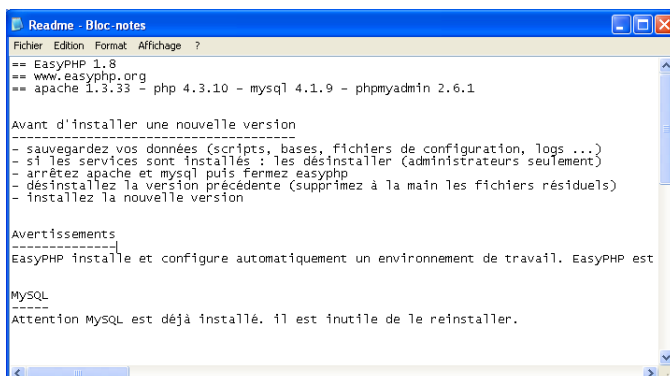 Readme - Bloc-notes
Fichier Edition Format Affichage ?
== EasyPHP 1.8
== www.easyphp.org
== apache 1.3.33 - php 4.3.10 - mysql 4.1.9 - phpmyadmin 2.6.1
Avant d'installer une nouvelle version
--------------------------------------
- sauvegardez vos données (scripts, bases, fichiers de configuration, logs ...)
- si les services sont installés : les désinstaller (administrateurs seulement)
- arrêtez apache et mysql puis fermez easyphp
- désinstallez la version précédente (supprimez à la main les fichiers résiduels)
- installez la nouvelle version
Avertissements
--------------
EasyPHP installe et configure automatiquement un environnement de travail. EasyPHP est
MySQL
-----
Attention MySQL est déjà installé. il est inutile de le reinstaller.